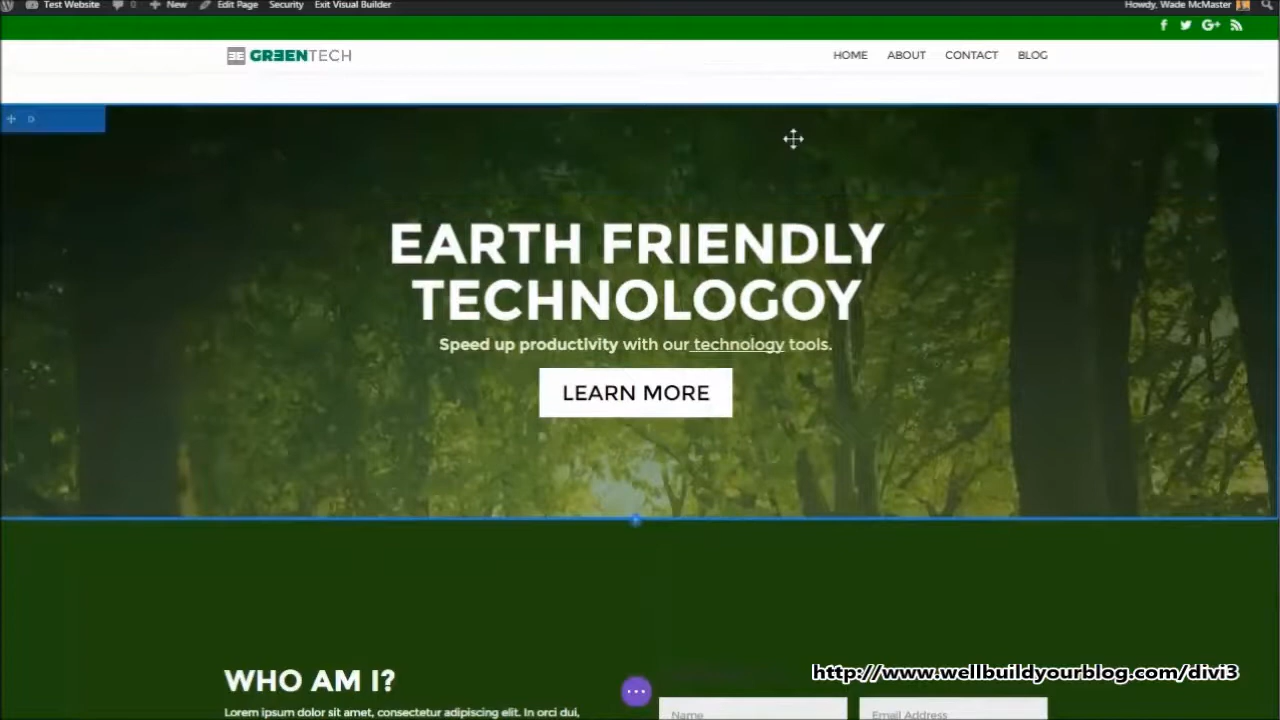 Test Website 0 New Edit Page Security Exit Visual Builder Howdy, Wade McMaster
GREENTECH HOME ABOUT CONTACT BLOG
EARTH FRIENDLY
TECHNOLOGOY
Speed up productivity with our technology tools.
LEARN MORE
WHO AM I?
http://www.wellbuildyourblog.com/divi3
Lorem ipsum dolor sit amet, consectetur adipiscing elit. In orci dui,
Name Email Address